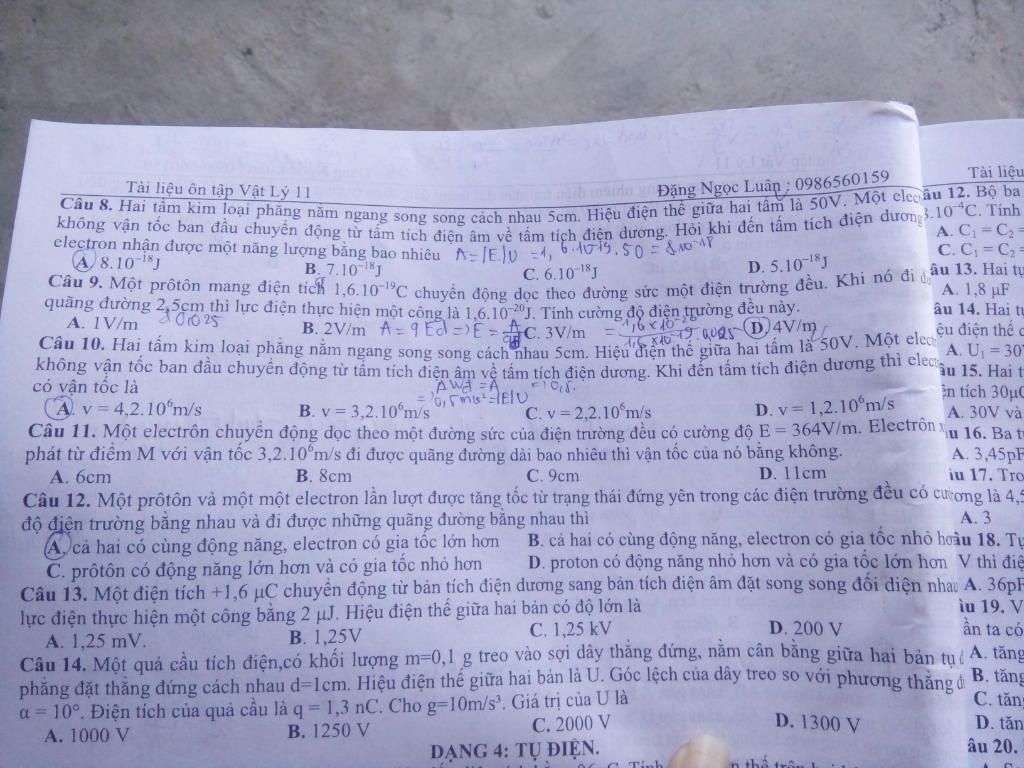 Tài liệu ôn tập Vật Lý 11 Đặng Ngọc Luân : 0986560159
Câu 8. Hai tấm kim loại phẳng nằm ngang song song cách nhau 5cm. Hiệu điện thế giữa hai tấm là 50V. Một
không vận tốc ban đầu chuyển động từ tấm tích điện âm về tấm tích điện dương. Hỏi khi đến tấm tích điện dương
electron nhận được một năng lượng bằng bao nhiêu A=|E|U=1,6.10-19.50=8.10-18
A. 8.10⁻¹⁸J B. 7.10⁻¹⁸J C. 6.10⁻¹⁸J D. 5.10⁻¹⁸J
Câu 9. Một prôtôn mang điện tích 1,6.10⁻¹⁹C chuyển động dọc theo đường sức một điện trường đều. Khi nó đi
quãng đường 2,5cm thì lực điện thực hiện một công là 1,6.10⁻²⁰J. Tính cường độ điện trường đều này.
A. 1V/m B. 2V/m A=qEd=>E= C. 3V/m D. 4V/m
Câu 10. Hai tấm kim loại phẳng nằm ngang song song cách nhau 5cm. Hiệu điện thế giữa hai tấm là 50V. Một
không vận tốc ban đầu chuyển động từ tấm tích điện âm về tấm tích điện dương. Khi đến tấm tích điện dương thì
có vận tốc là
A. v = 4,2.10⁶m/s B. v = 3,2.10⁶m/s C. v = 2,2.10⁶m/s D. v = 1,2.10⁶m/s
Câu 11. Một electrôn chuyển động dọc theo một đường sức của điện trường đều có cường độ E = 364V/m. Electrôn
phát từ điểm M với vận tốc 3,2.10⁶m/s đi được quãng đường dài bao nhiêu thì vận tốc của nó bằng không.
A. 6cm B. 8cm C. 9cm D. 11cm
Câu 12. Một prôtôn và một một electron lần lượt được tăng tốc từ trạng thái đứng yên trong các điện trường đều có
độ điện trường bằng nhau và đi được những quãng đường bằng nhau thì
A. cả hai có cùng động năng, electron có gia tốc lớn hơn B. cả hai có cùng động năng, electron có gia tốc nhỏ
C. prôtôn có động năng lớn hơn và có gia tốc nhỏ hơn D. proton có động năng nhỏ hơn và có gia tốc lớn hơn
Câu 13. Một điện tích +1,6 µC chuyển động từ bản tích điện dương sang bản tích điện âm đặt song song đối diện
lực điện thực hiện một công bằng 2 µJ. Hiệu điện thế giữa hai bản có độ lớn là
A. 1,25 mV. B. 1,25V C. 1,25 kV D. 200 V
Câu 14. Một quả cầu tích điện,có khối lượng m=0,1 g treo vào sợi dây thẳng đứng, nằm cân bằng giữa hai bản tụ
phẳng đặt thẳng đứng cách nhau d=1cm. Hiệu điện thế giữa hai bản là U. Góc lệch của dây treo so với phương thẳng
α = 10°. Điện tích của quả cầu là q = 1,3 nC. Cho g=10m/s³. Giá trị của U là
A. 1000 V B. 1250 V C. 2000 V D. 1300 V
DẠNG 4: TỤ ĐIỆN.
Tài liệu
12. Bộ ba
Tính
A. C₁ = C₂ =
C. C₁ = C₂ =
13. Hai tụ
A. 1,8 µF
14. Hai
điện thế
A. U₁ = 30
15. Hai
tích 30µ
A. 30V và
16. Ba
A. 3,45pF
17.
là 4,5
A. 3
18.
V thì
A. 36pF
19.
ta có
A. tăng
B. tăng
C. tăn
D. tăn
20.